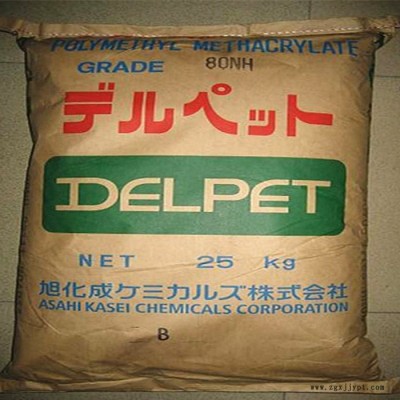 POLYMETHYL METHACRYLATE
GRADE 80NH
デルペット
DELPET
NET 25 kg
旭化成ケミカルズ株式会社
ASAHI KASEI CHEMICALS CORPORATION
B